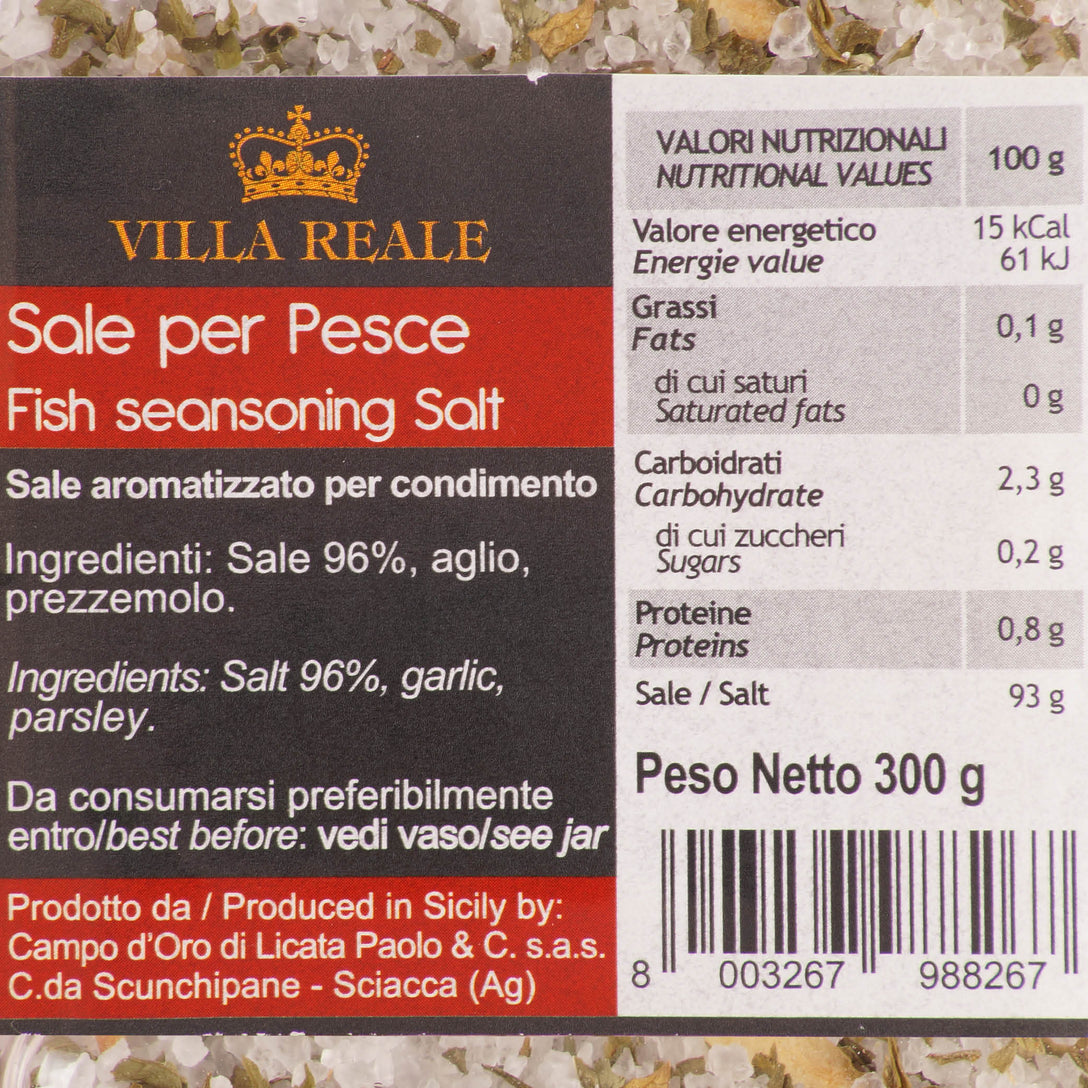 VILLA REALE
Sale per Pesce
Fish seansoning Salt
Sale aromatizzato per condimento
Ingredienti: Sale 96%, aglio,
prezzemolo.
Ingredients: Salt 96%, garlic,
parsley.
Da consumarsi preferibilmente
entro/best before: vedi vaso/see jar
Prodotto da / Produced in Sicily by:
Campo d'Oro di Licata Paolo & C. s.a.s.
C.da Scunchipane - Sciacca (Ag)
VALORI NUTRIZIONALI
NUTRITIONAL VALUES
100 g
Valore energetico 15 kCal
Energie value 61 kJ
Grassi
Fats
0,1 g
di cui saturi
Saturated fats
0 g
Carboidrati
Carbohydrate
2,3 g
di cui zuccheri
Sugars
0,2 g
Proteine
Proteins
0,8 g
Sale / Salt 93 g
Peso Netto 300 g
8 003267 988267